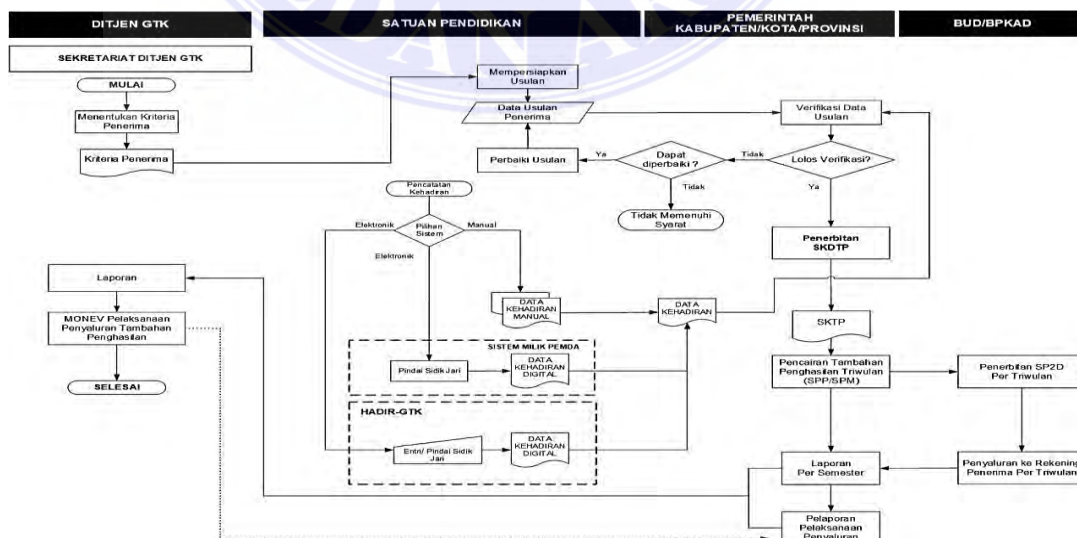 DITJEN GTK
SATUAN PENDIDIKAN
PEMERINTAH
KABUPATEN/KOTA/PROVINSI
BUD/BPKAD
SEKRETARIAT DITJEN GTK
MULAI
Menentukan Kriteria
Penerima
Kriteria Penerima
Mempersiapkan
Usulan
Data Usulan
Penerima
Perbaiki Usulan
Ya
Dapat
diperbaiki ?
Tidak
Tidak
Tidak Memenuhi
Syarat
Verifikasi Data
Usulan
Lolos Verifikasi?
Ya
Penerbitan
SKDTP
SKTP
Pencatatan
Kehadiran
Elektronik
Pilihan
Sistem
Manual
Elektronik
DATA
KEHADIRAN
MANUAL
DATA
KEHADIRAN
SISTEM MILIK PEMDA
Pindai Sidik Jari
DATA
KEHADIRAN
DIGITAL
HADIR-GTK
Entri/ Pindai Sidik
Jari
DATA
KEHADIRAN
DIGITAL
Laporan
MONEV Pelaksanaan
Penyaluran Tambahan
Penghasilan
SELESAI
Pencairan Tambahan
Penghasilan Triwulan
(SPP/SPM)
Penerbitan SP2D
Per Triwulan
Laporan
Per Semester
Penyaluran ke Rekening
Penerima Per Triwulan
Pelaporan
Pelaksanaan
Penyaluran
DANA